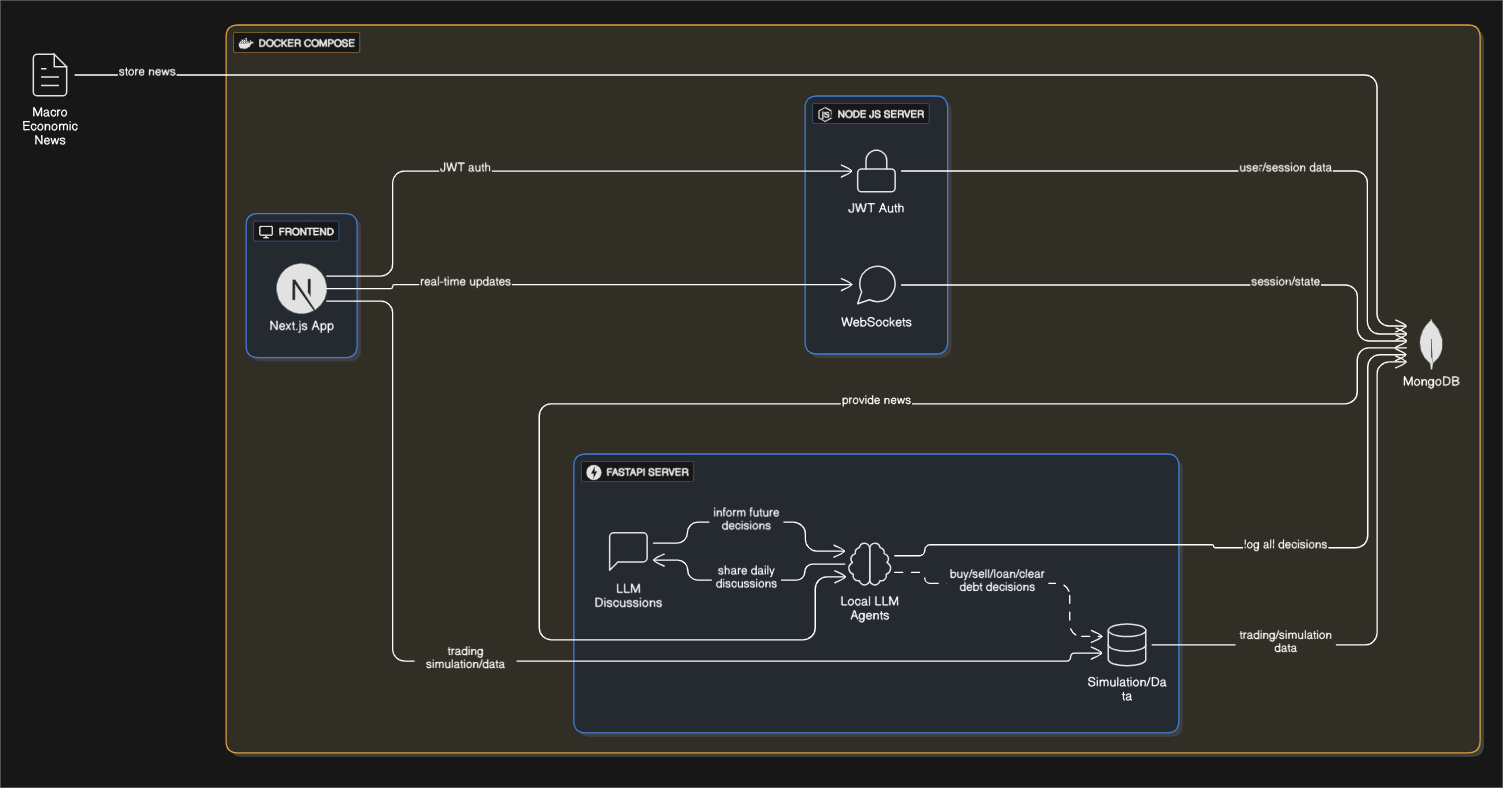 DOCKER COMPOSE
store news
Macro
Economic
News
NODE JS SERVER
JWT auth
user/session data
JWT Auth
FRONTEND
real-time updates
session/state
Next.js App
WebSockets
MongoDB
provide news
FASTAPI SERVER
inform future
decisions
log all decisions
share daily
discussions
buy/sell/loan/clear
debt decisions
LLM
Discussions
Local LLM
Agents
trading
simulation/data
trading/simulation
data
Simulation/Da
ta